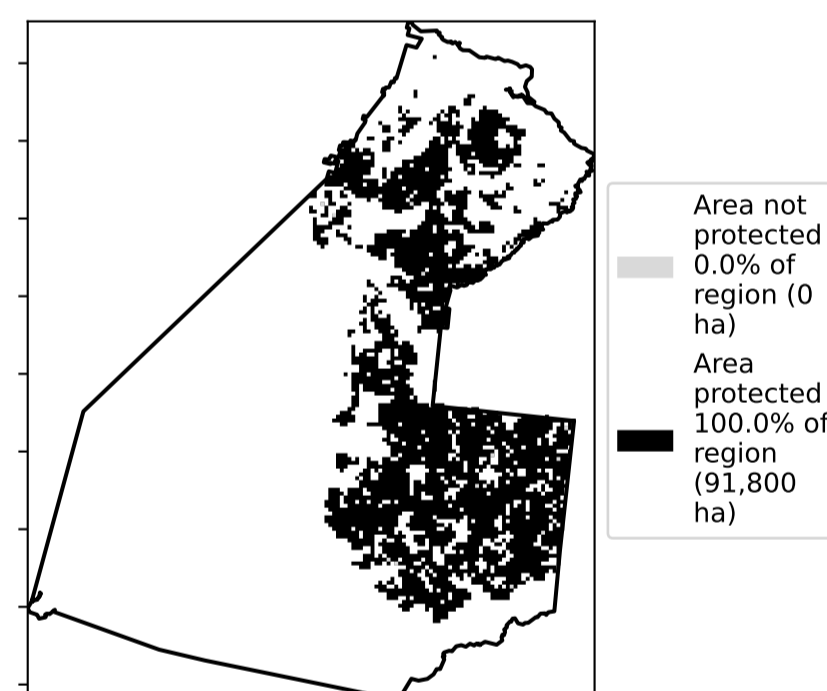 Area not
protected
0.0% of
region (0
ha)
Area
protected
100.0% of
region
(91,800
ha)